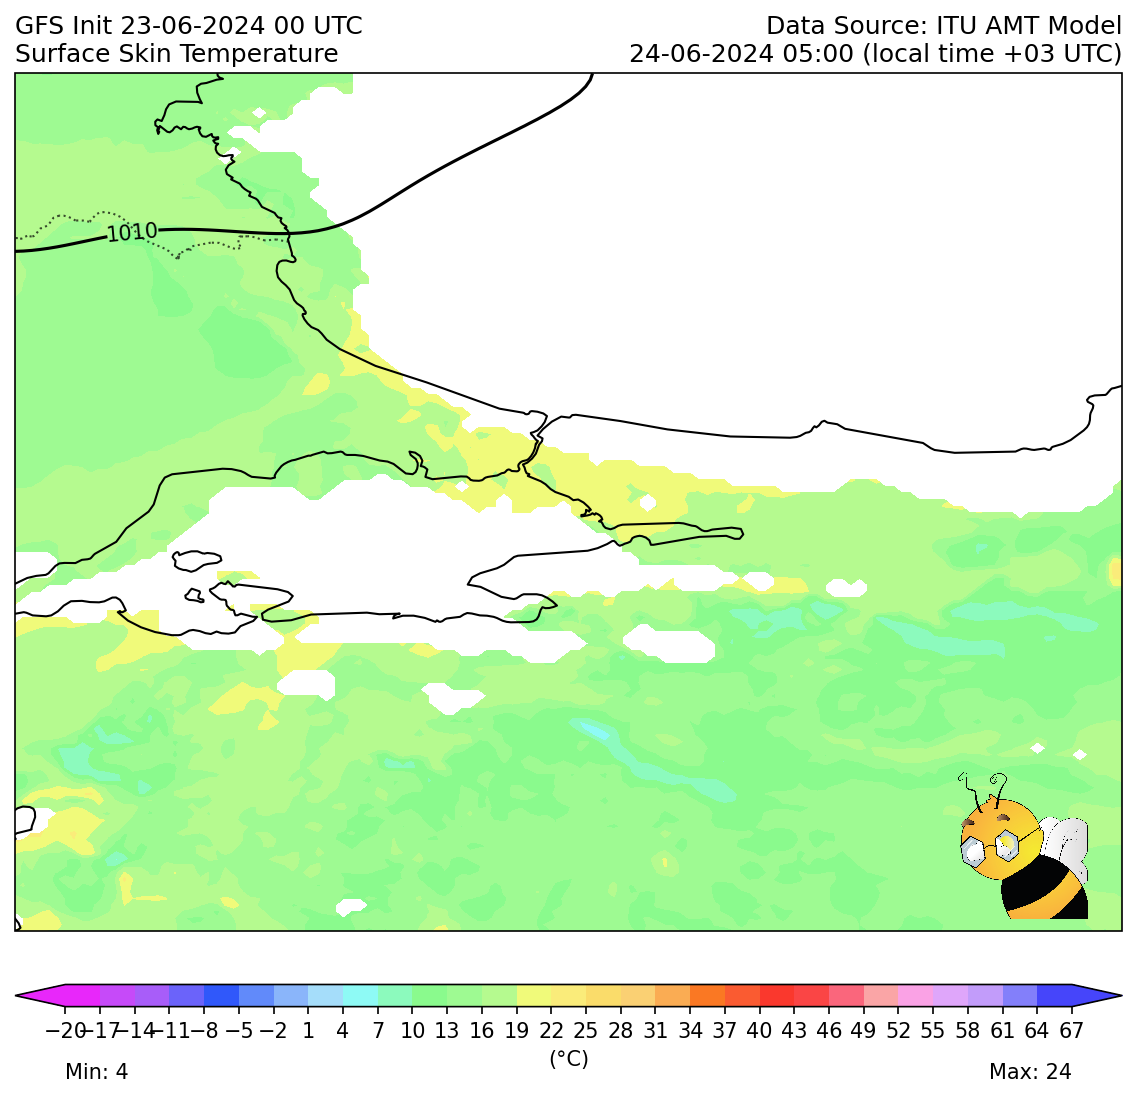 GFS Init 23-06-2024 00 UTC
Data Source: ITU AMT Model
Surface Skin Temperature
24-06-2024 05:00 (local time +03 UTC)
1010
−20 −17 −14 −11 −8 −5 −2 1 4 7 10 13 16 19 22 25 28 31 34 37 40 43 46 49 52 55 58 61 64 67
(°C)
Min: 4
Max: 24